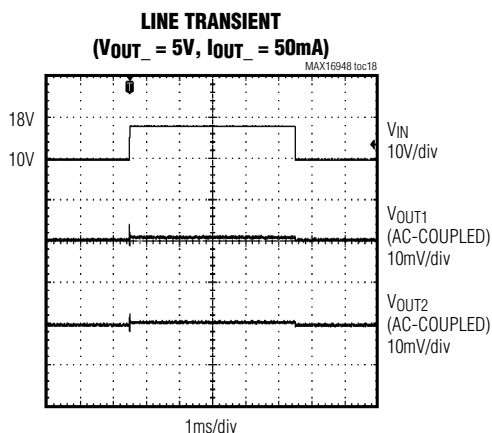 LINE TRANSIENT
(VOUT_ = 5V, IOUT_ = 50mA)
MAX16948 toc18
T
18V
10V
VIN
10V/div
VOUT1
(AC-COUPLED)
10mV/div
VOUT2
(AC-COUPLED)
10mV/div
1ms/div